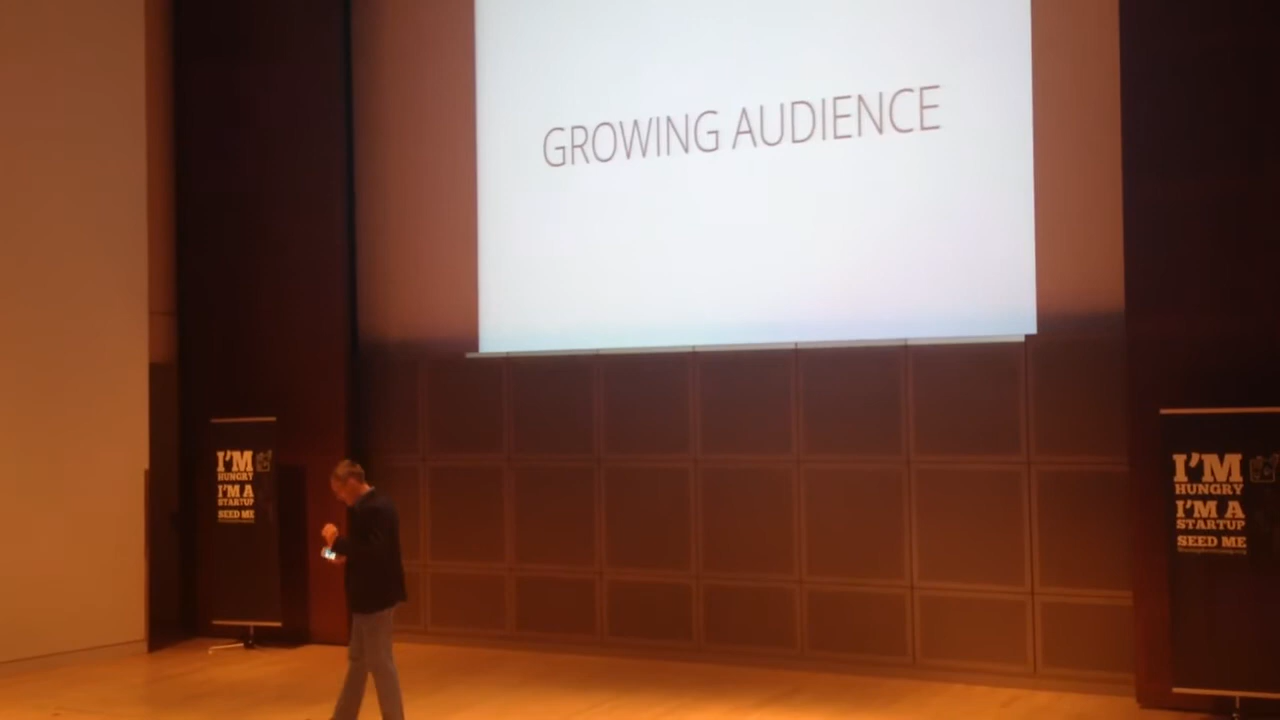 GROWING AUDIENCE
I'M
HUNGRY
I'M A
STARTUP
SEED ME
I'M
HUNGRY
I'M A
STARTUP
SEED ME